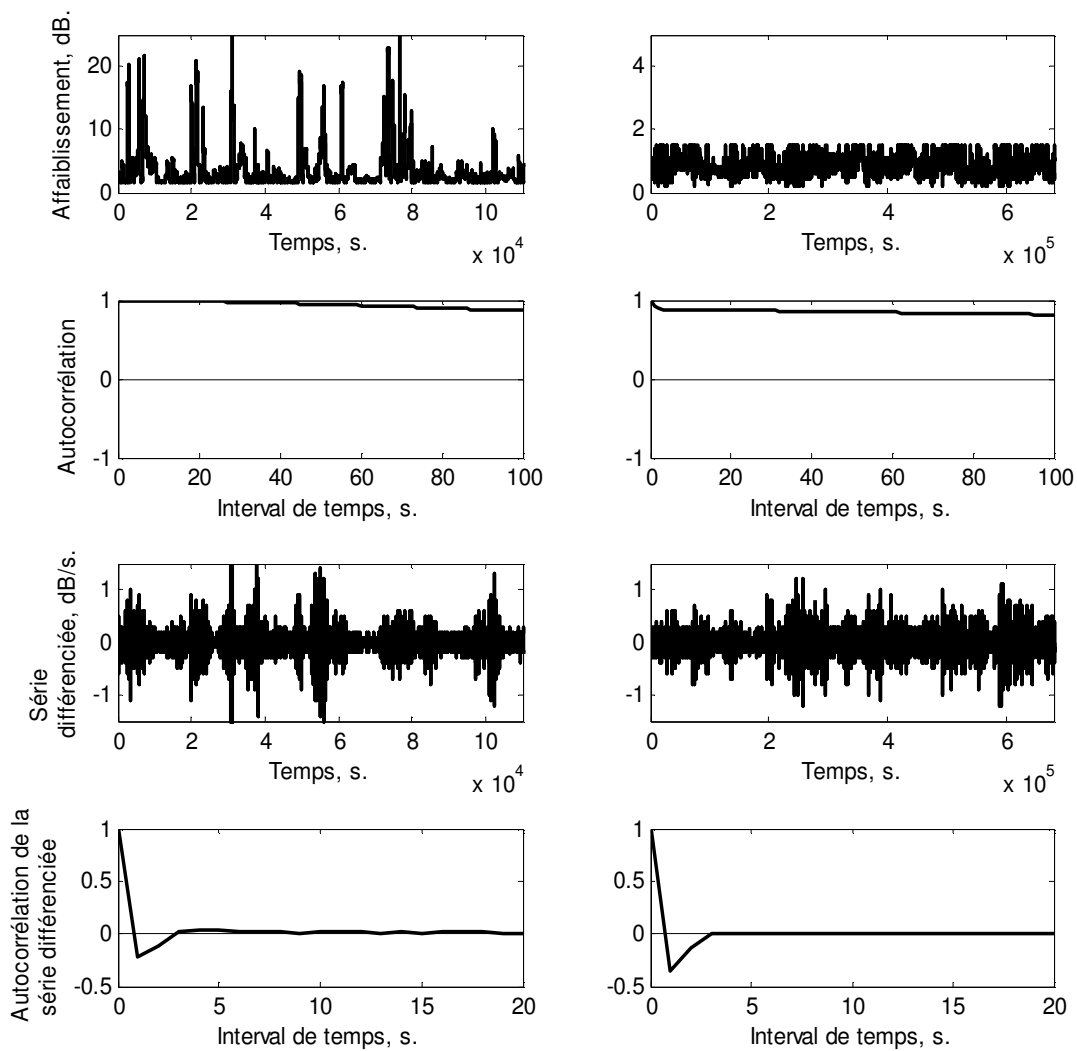 Affaiblissement, dB.
20
10
0
0 2 4 6 8 10
Temps, s.
x 10^4
4
2
0
0 2 4 6
Temps, s.
x 10^5
Autocorrélation
1
0
-1
0 20 40 60 80 100
Interval de temps, s.
1
0
-1
0 20 40 60 80 100
Interval de temps, s.
Série
différenciée, dB/s.
1
0
-1
0 2 4 6 8 10
Temps, s.
x 10^4
1
0
-1
0 2 4 6
Temps, s.
x 10^5
Autocorrélation de la
série différenciée
1
0.5
0
-0.5
0 5 10 15 20
Interval de temps, s.
1
0.5
0
-0.5
0 5 10 15 20
Interval de temps, s.